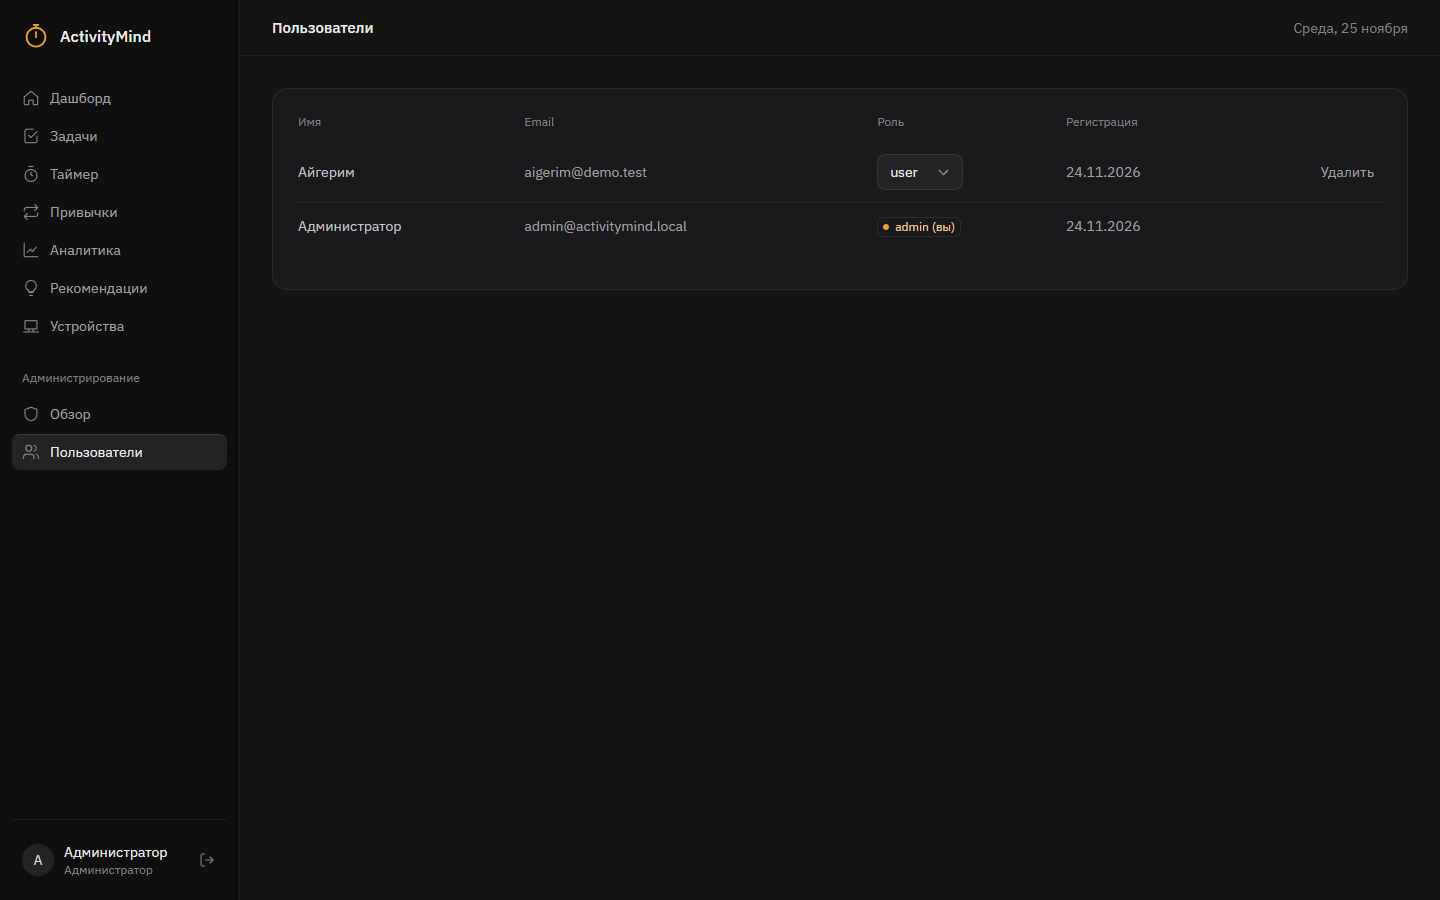 ActivityMind
Дашборд
Задачи
Таймер
Привычки
Аналитика
Рекомендации
Устройства
Администрирование
Обзор
Пользователи
А
Администратор
Администратор
Пользователи
Среда, 25 ноября
Имя Email Роль Регистрация
Айгерим aigerim@demo.test user 24.11.2026 Удалить
Администратор admin@activitymind.local admin (вы) 24.11.2026